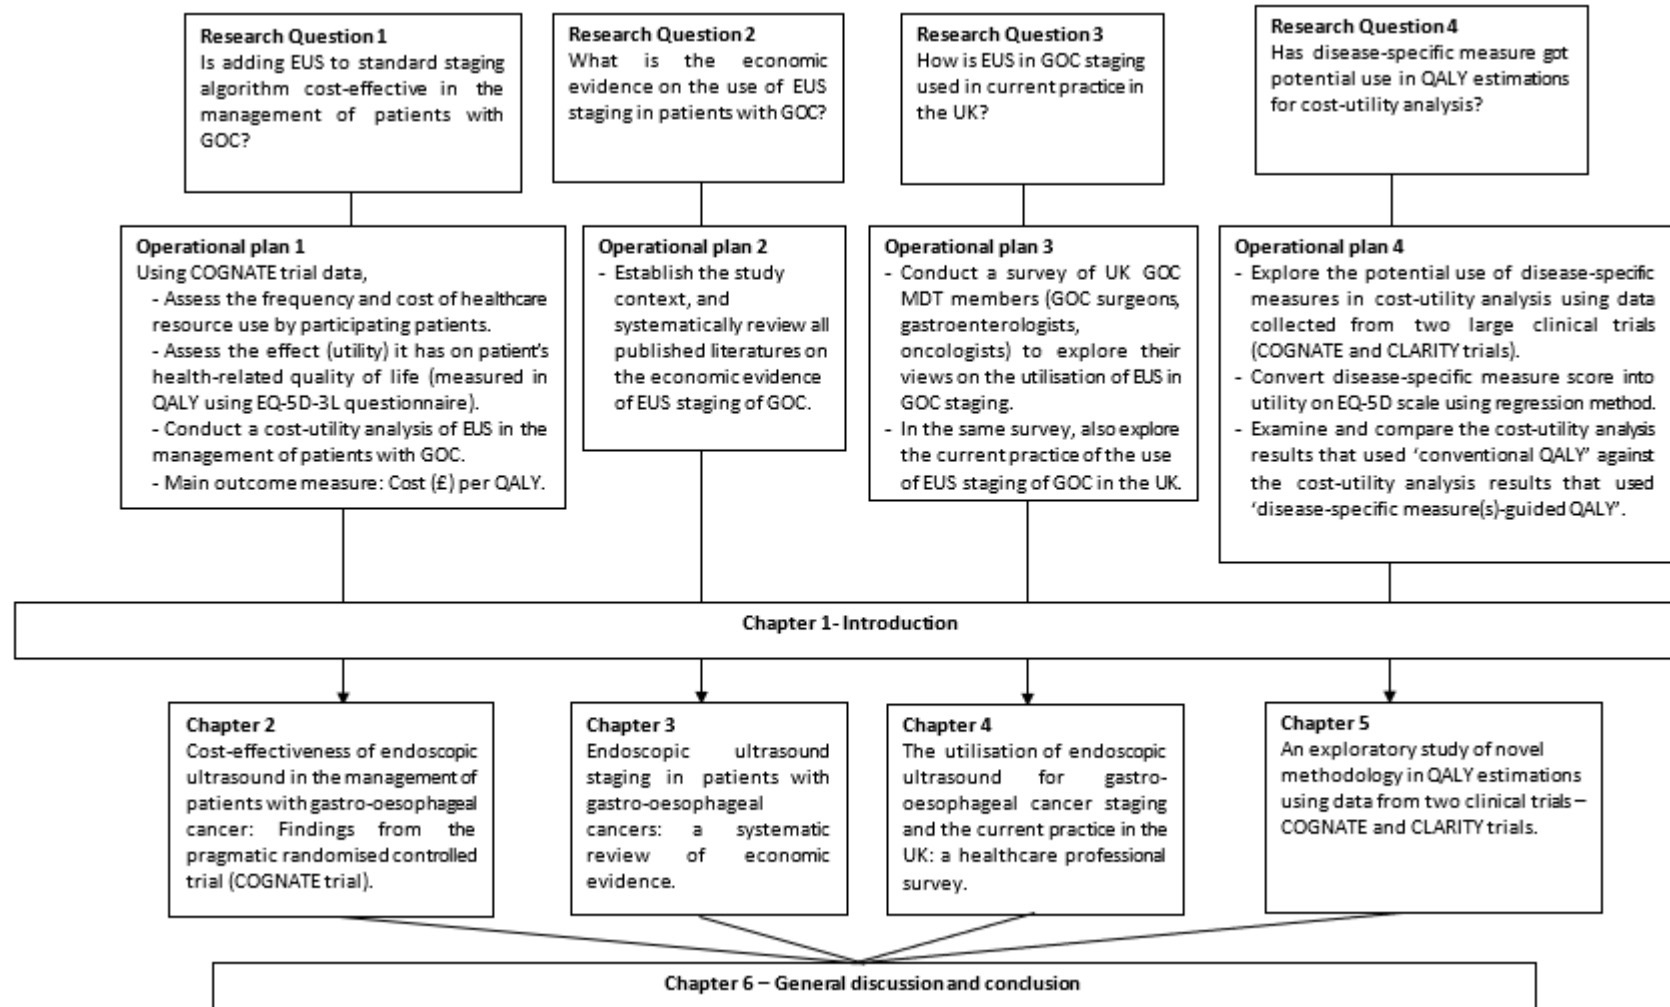 Research Question 1
Is adding EUS to standard staging
algorithm cost-effective in the
management of patients with
GOC?
Research Question 2
What is the economic
evidence on the use of EUS
staging in patients with GOC?
Research Question 3
How is EUS in GOC staging
used in current practice in
the UK?
Research Question 4
Has disease-specific measure got
potential use in QALY estimations
for cost-utility analysis?
Operational plan 1
Using COGNATE trial data,
- Assess the frequency and cost of healthcare
resource use by participating patients.
- Assess the effect (utility) it has on patient's
health-related quality of life (measured in
QALY using EQ-5D-3L questionnaire).
- Conduct a cost-utility analysis of EUS in the
management of patients with GOC.
- Main outcome measure: Cost (£) per QALY.
Operational plan 2
- Establish the study
context, and
systematically review all
published literatures on
the economic evidence
of EUS staging of GOC.
Operational plan 3
- Conduct a survey of UK GOC
MDT members (GOC surgeons,
gastroenterologists,
oncologists) to explore their
views on the utilisation of EUS in
GOC staging.
- In the same survey, also explore
the current practice of the use
of EUS staging of GOC in the UK.
Operational plan 4
- Explore the potential use of disease-specific
measures in cost-utility analysis using data
collected from two large clinical trials
(COGNATE and CLARITY trials).
- Convert disease-specific measure score into
utility on EQ-5D scale using regression method.
- Examine and compare the cost-utility analysis
results that used ‘conventional QALY’ against
the cost-utility analysis results that used
‘disease-specific measure(s)-guided QALY’.
Chapter 1- Introduction
Chapter 2
Cost-effectiveness of endoscopic
ultrasound in the management of
patients with gastro-oesophageal
cancer: Findings from the
pragmatic randomised controlled
trial (COGNATE trial).
Chapter 3
Endoscopic ultrasound
staging in patients with
gastro-oesophageal
cancers: a systematic
review of economic
evidence.
Chapter 4
The utilisation of endoscopic
ultrasound for gastro-
oesophageal cancer staging
and the current practice in the
UK: a healthcare professional
survey.
Chapter 5
An exploratory study of novel
methodology in QALY estimations
using data from two clinical trials –
COGNATE and CLARITY trials.
Chapter 6 – General discussion and conclusion